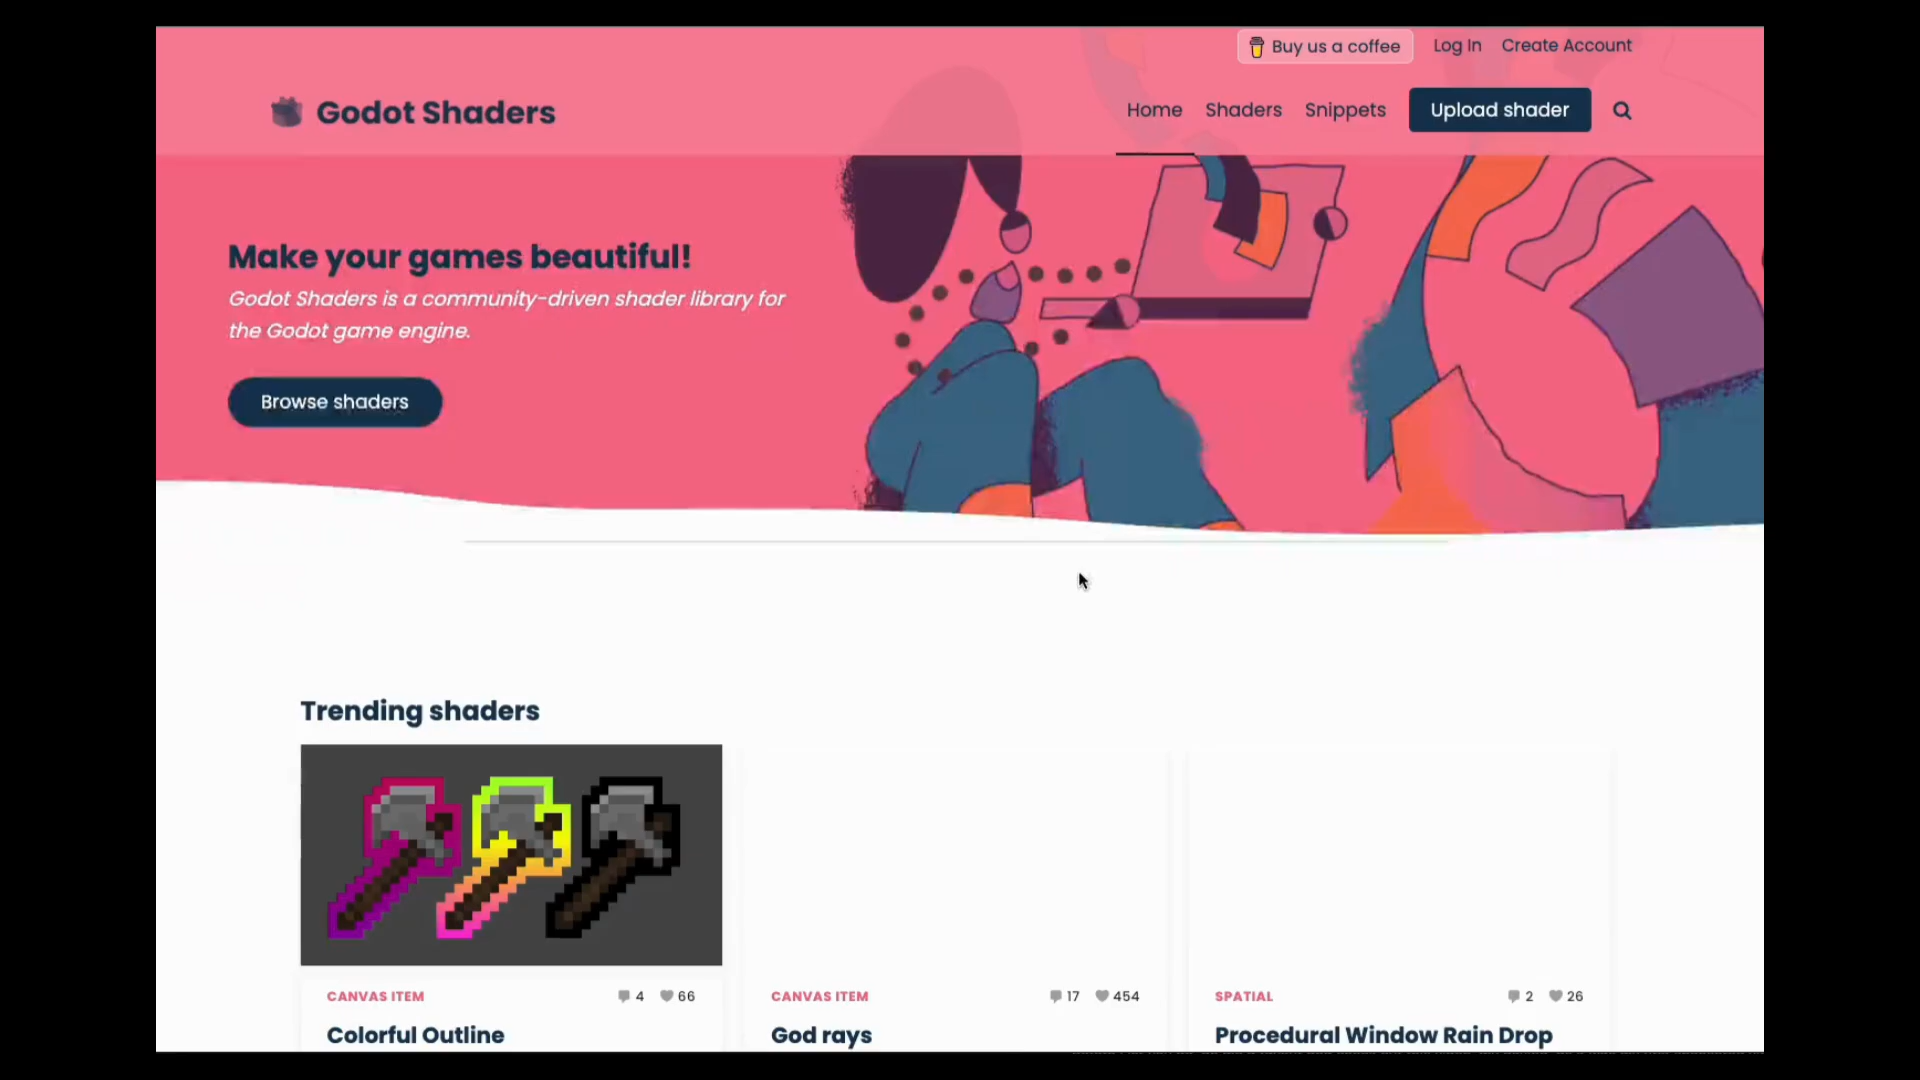 Buy us a coffee
Log In
Create Account
Godot Shaders
Home
Shaders
Snippets
Upload shader
Make your games beautiful!
Godot Shaders is a community-driven shader library for
the Godot game engine.
Browse shaders
Trending shaders
CANVAS ITEM
4
66
CANVAS ITEM
17
454
SPATIAL
2
26
Colorful Outline
God rays
Procedural Window Rain Drop